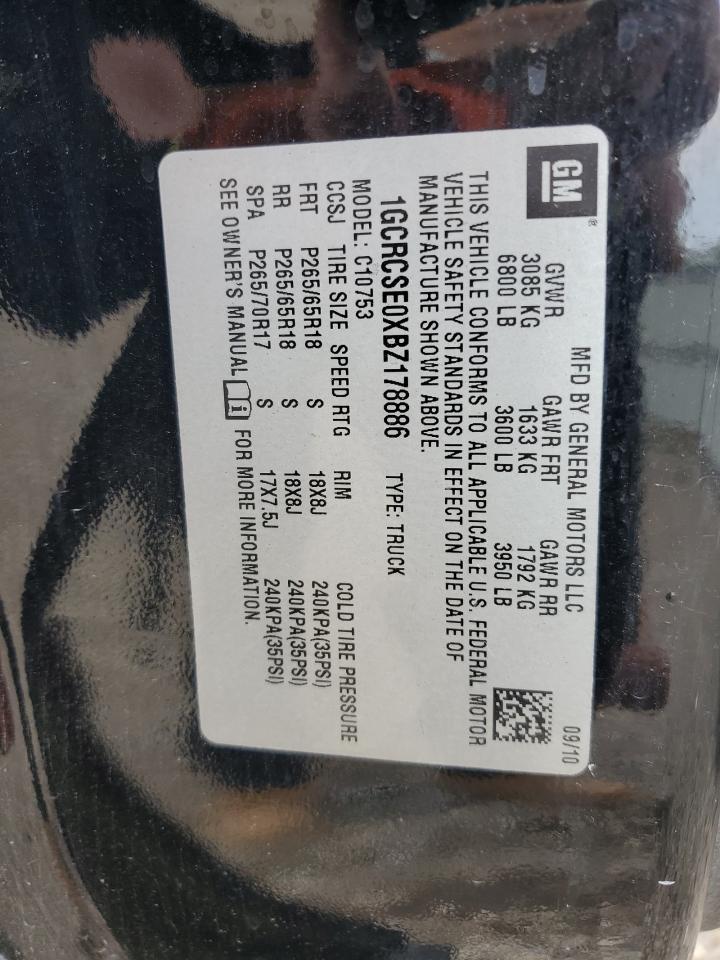 GM ®
MFD BY GENERAL MOTORS LLC 09/10
GVWR GAWR FRT GAWR RR
3085 KG 1633 KG 1792 KG
6800 LB 3600 LB 3950 LB
THIS VEHICLE CONFORMS TO ALL APPLICABLE U.S. FEDERAL MOTOR
VEHICLE SAFETY STANDARDS IN EFFECT ON THE DATE OF
MANUFACTURE SHOWN ABOVE.
1GCRCSE0XBZ178886 TYPE: TRUCK
MODEL: C10753
CCSJ TIRE SIZE SPEED RTG RIM COLD TIRE PRESSURE
FRT P265/65R18 S 18X8J 240KPA(35PSI)
RR P265/65R18 S 18X8J 240KPA(35PSI)
SPA P265/70R17 S 17X7.5J 240KPA(35PSI)
SEE OWNER'S MANUAL i FOR MORE INFORMATION.